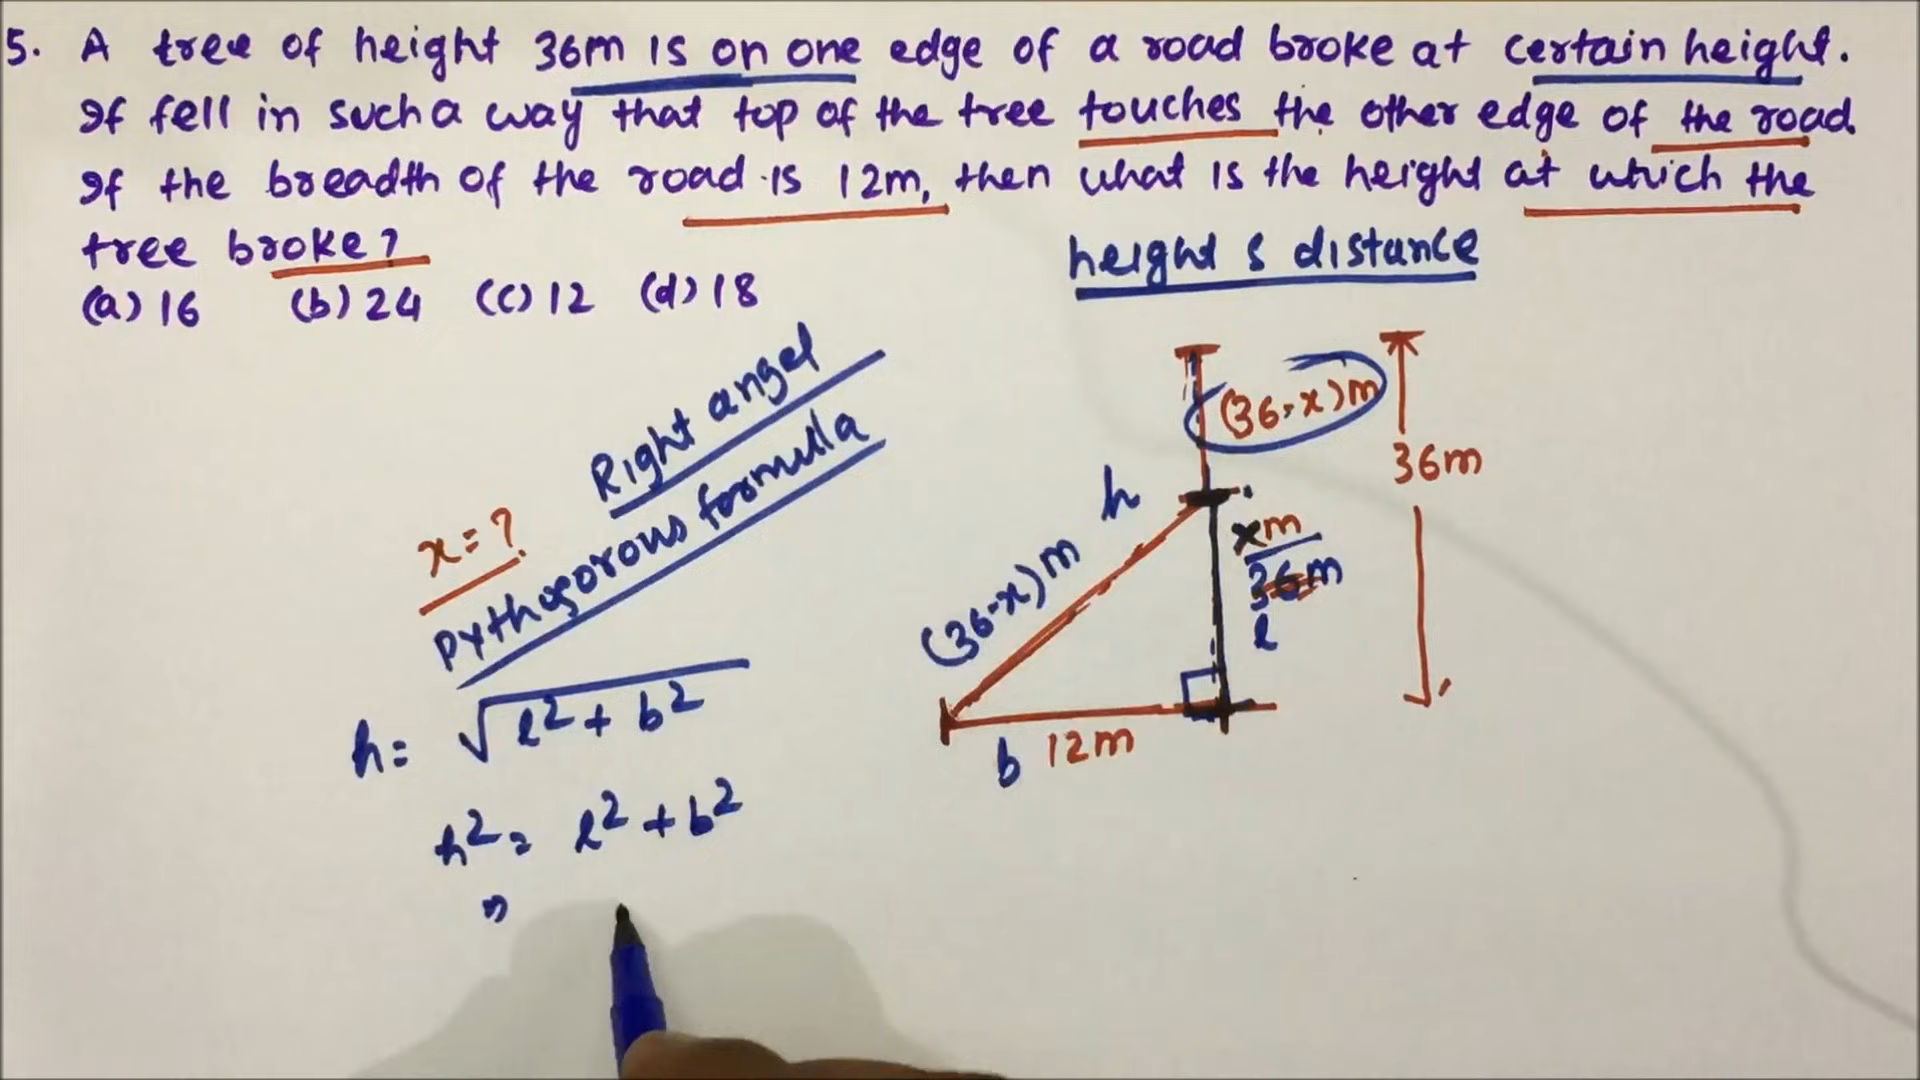 5. A tree of height 36m is on one edge of a road broke at certain height.
If fell in such a way that top of the tree touches the other edge of the road.
If the breadth of the road is 12m, then what is the height at which the
tree broke?
height & distance
(a) 16 (b) 24 (c) 12 (d) 18
Right angel
Pythogorous formulla
x = ?
h = √l² + b²
h² = l² + b²
(36-x)m
36m
h
xm
36m
l
(36-x)m
b 12m